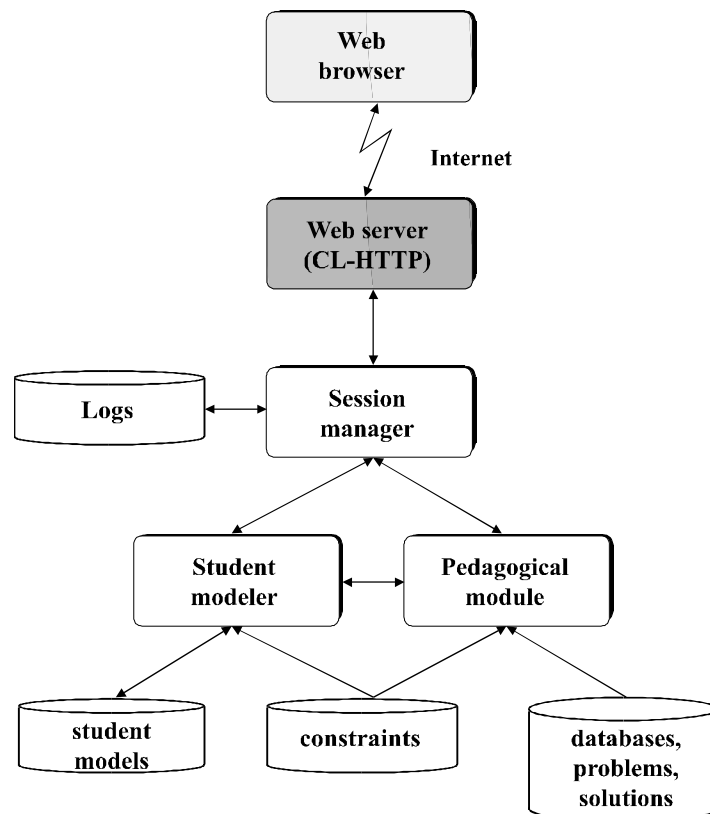 Web
browser
Internet
Web server
(CL-HTTP)
Logs
Session
manager
Student
modeler
Pedagogical
module
student
models
constraints
databases,
problems,
solutions